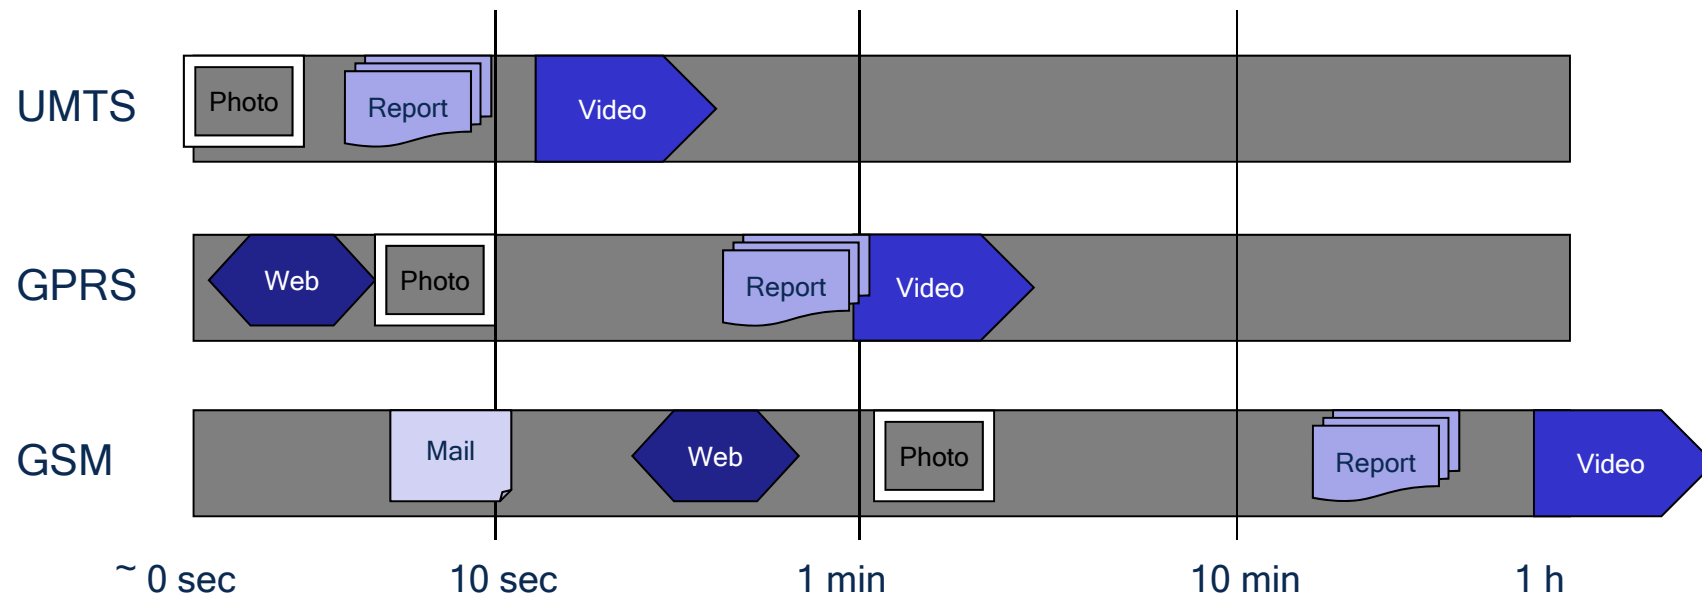 UMTS
Photo
Report
Video
GPRS
Web
Photo
Report
Video
GSM
Mail
Web
Photo
Report
Video
~ 0 sec
10 sec
1 min
10 min
1 h